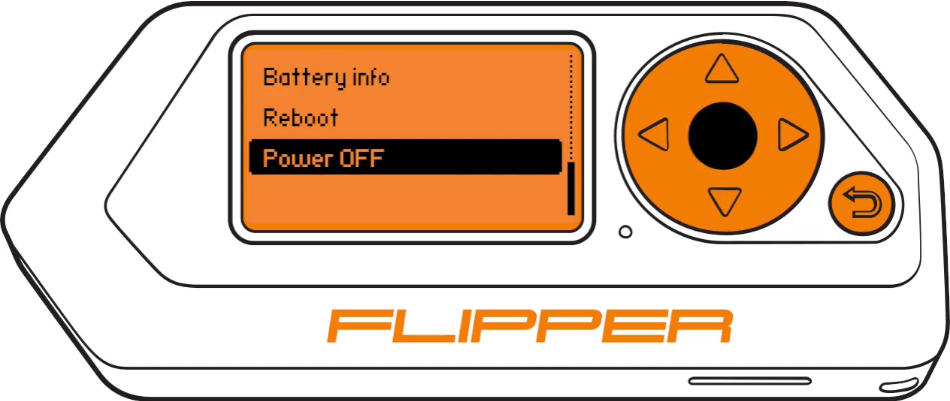 Battery info
Reboot
Power OFF
FLIPPER